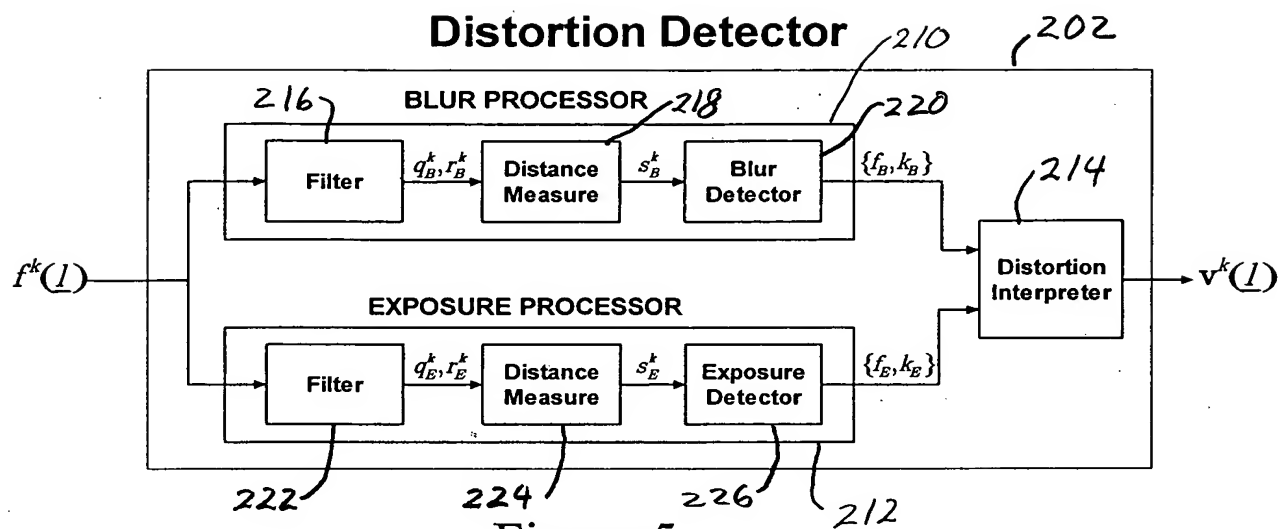 Distortion Detector
210
202
216
BLUR PROCESSOR
218
220
Filter
q_B^k, r_B^k
Distance
Measure
s_B^k
Blur
Detector
{f_B, k_B}
214
f^k(l)
Distortion
Interpreter
v^k(l)
EXPOSURE PROCESSOR
Filter
q_E^k, r_E^k
Distance
Measure
s_E^k
Exposure
Detector
{f_E, k_E}
222
224
226
212